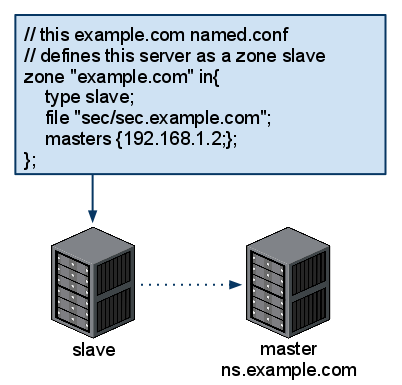 // this example.com named.conf
// defines this server as a zone slave
zone "example.com" in{
    type slave;
    file "sec/sec.example.com";
    masters {192.168.1.2;};
};
slave
master
ns.example.com